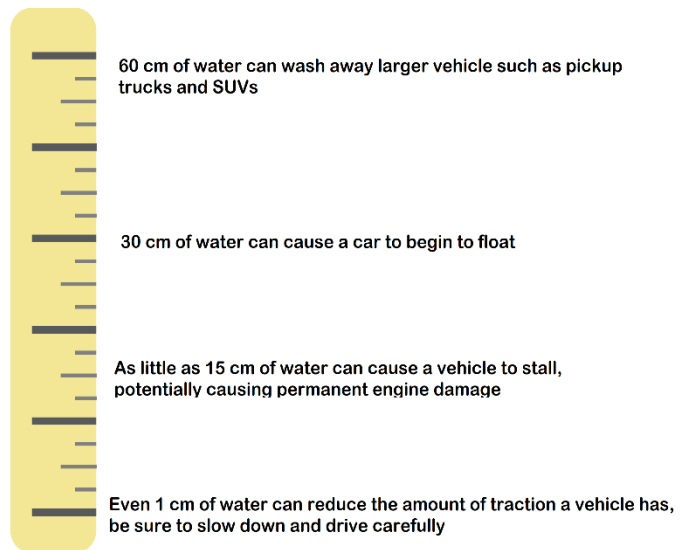 60 cm of water can wash away larger vehicle such as pickup
trucks and SUVs
30 cm of water can cause a car to begin to float
As little as 15 cm of water can cause a vehicle to stall,
potentially causing permanent engine damage
Even 1 cm of water can reduce the amount of traction a vehicle has,
be sure to slow down and drive carefully